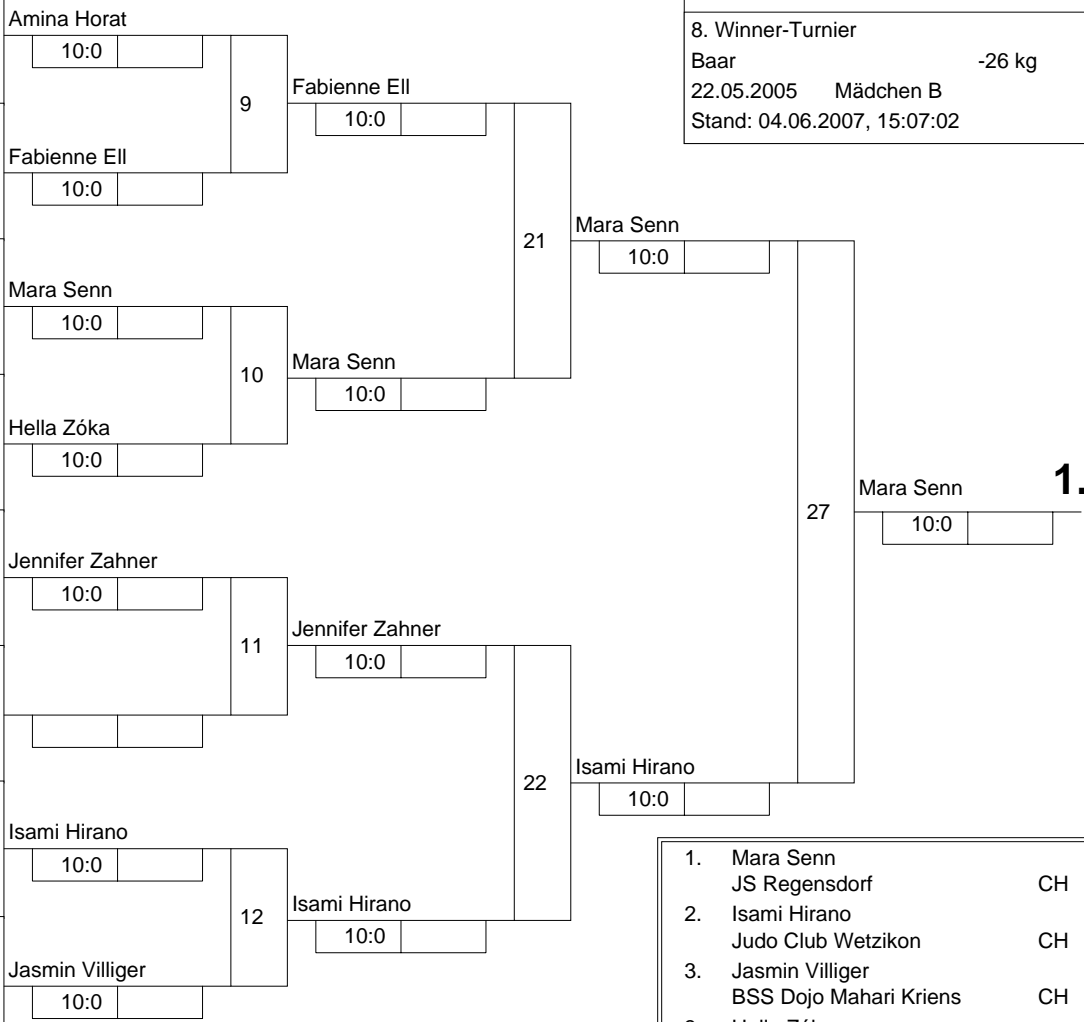 Amina Horat
10:0
9
Fabienne Ell
10:0
Fabienne Ell
10:0
8. Winner-Turnier
Baar -26 kg
22.05.2005 Mädchen B
Stand: 04.06.2007, 15:07:02
21
Mara Senn
10:0
Mara Senn
10:0
10
Mara Senn
10:0
Hella Zóka
10:0
27
Mara Senn 1.
10:0
Jennifer Zahner
10:0
11
Jennifer Zahner
10:0
22
Isami Hirano
10:0
Isami Hirano
10:0
12
Isami Hirano
10:0
Jasmin Villiger
10:0
1. Mara Senn
JS Regensdorf CH
2. Isami Hirano
Judo Club Wetzikon CH
3. Jasmin Villiger
BSS Dojo Mahari Kriens CH